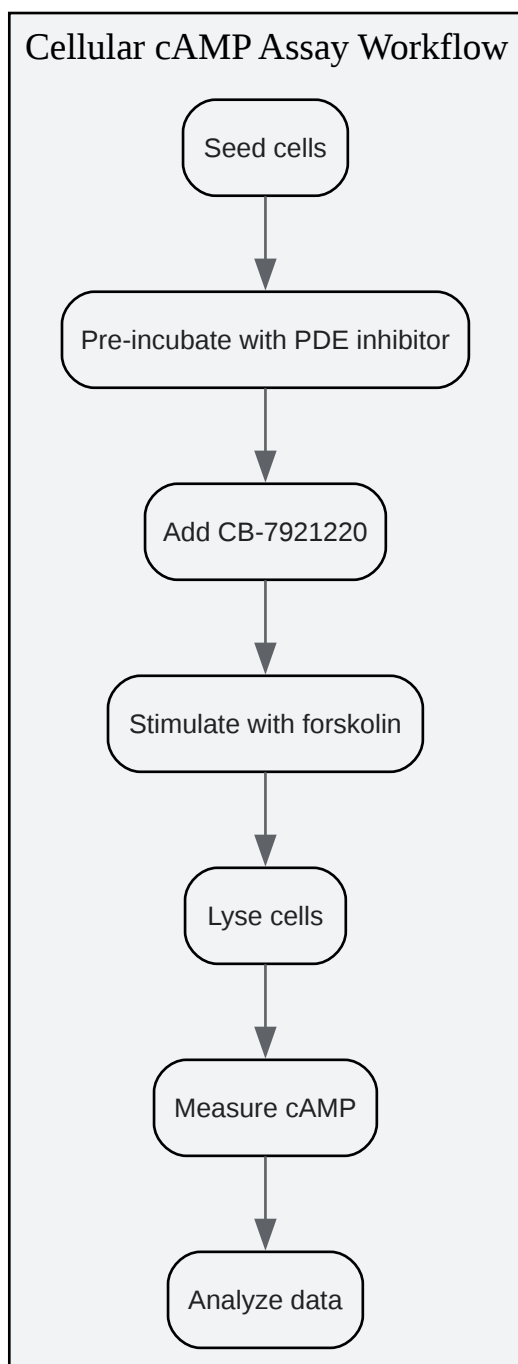 Cellular cAMP Assay Workflow
Seed cells
Pre-incubate with PDE inhibitor
Add CB-7921220
Stimulate with forskolin
Lyse cells
Measure cAMP
Analyze data